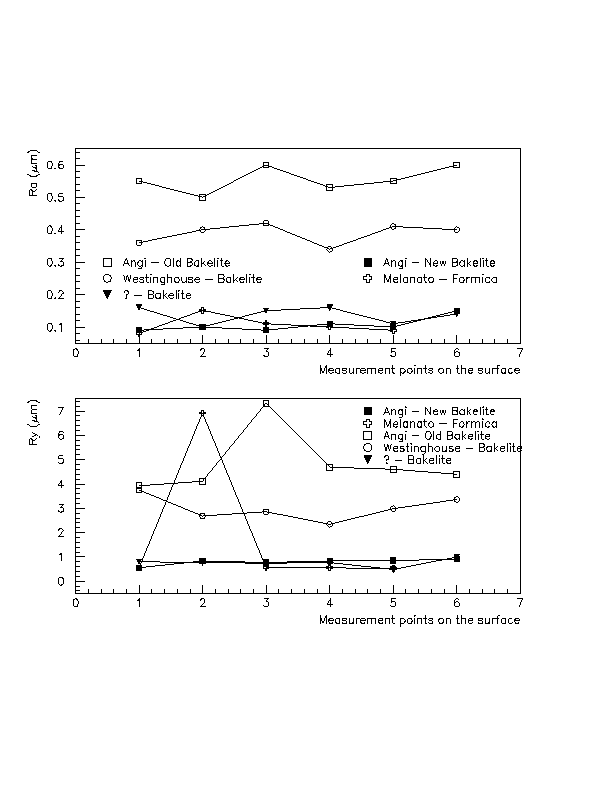 Ra (μm)
0.6
0.5
0.4
0.3
0.2
0.1
Angi – Old Bakelite
Westinghouse – Bakelite
? – Bakelite
Angi – New Bakelite
Melanato – Formica
0 1 2 3 4 5 6 7
Measurement points on the surface
Ry (μm)
7
6
5
4
3
2
1
0
Angi – New Bakelite
Melanato – Formica
Angi – Old Bakelite
Westinghouse – Bakelite
? – Bakelite
0 1 2 3 4 5 6 7
Measurement points on the surface